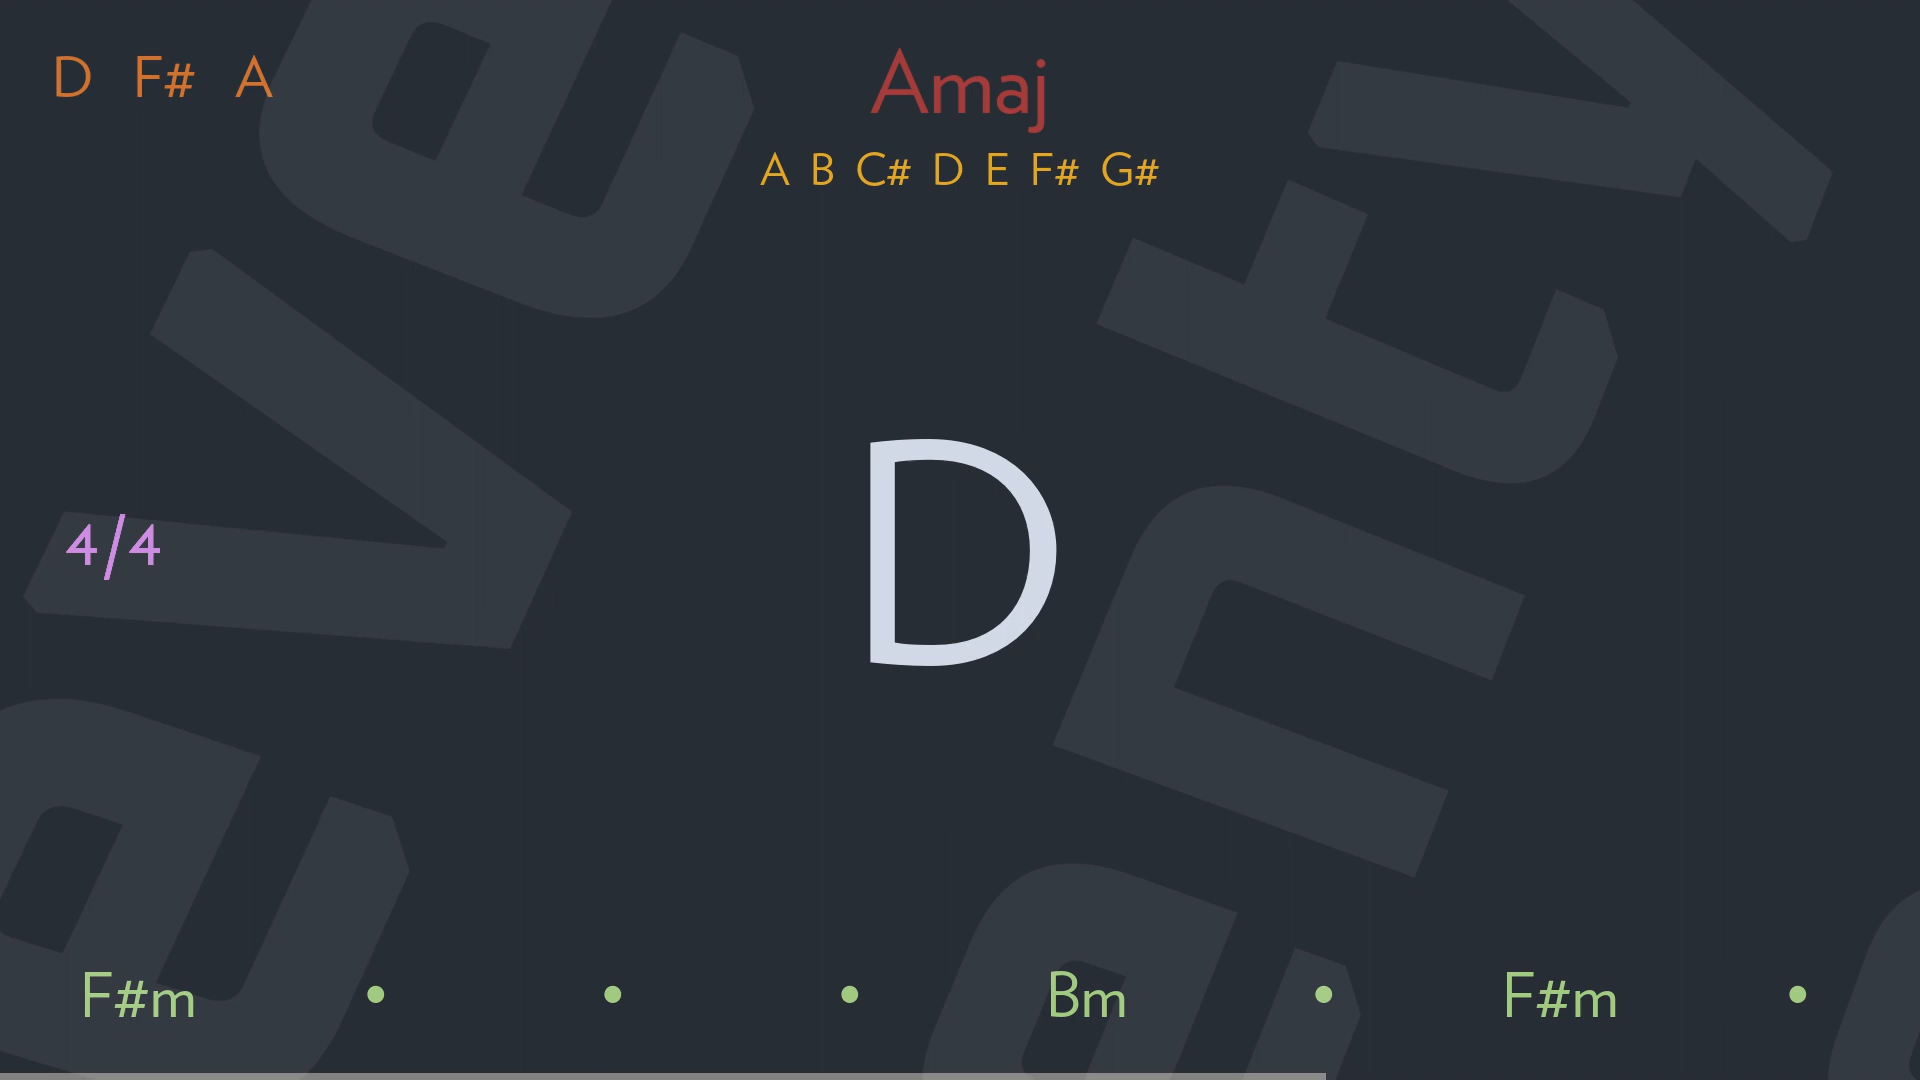 D F# A
Amaj
A B C# D E F# G#
D
4/4
F#m • • • Bm • F#m •